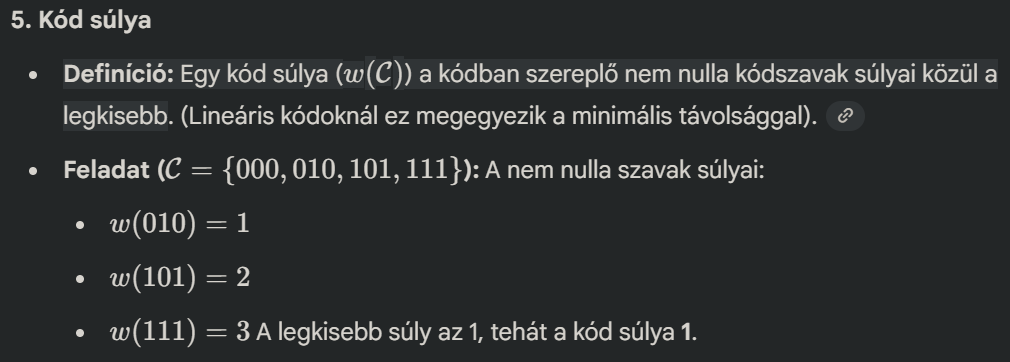 5. Kód súlya
• Definíció: Egy kód súlya (w(𝒞)) a kódban szereplő nem nulla kódszavak súlyai közül a
legkisebb. (Lineáris kódoknál ez megegyezik a minimális távolsággal).
• Feladat (𝒞 = {000, 010, 101, 111}): A nem nulla szavak súlyai:
• w(010) = 1
• w(101) = 2
• w(111) = 3 A legkisebb súly az 1, tehát a kód súlya 1.